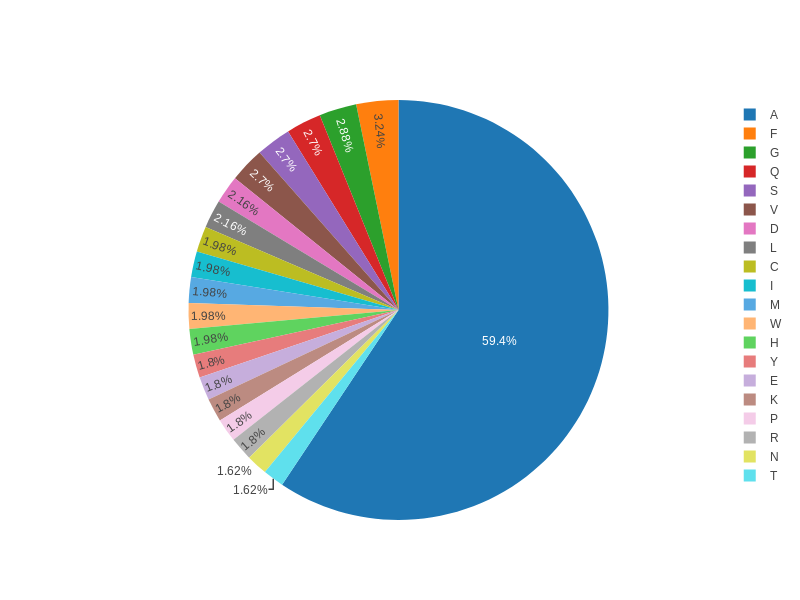 3.24%
2.88%
2.7%
2.7%
2.7%
2.16%
2.16%
1.98%
1.98%
1.98%
1.98%
1.98%
1.8%
1.8%
1.8%
1.8%
1.8%
1.62%
1.62%
59.4%
A
F
G
Q
S
V
D
L
C
I
M
W
H
Y
E
K
P
R
N
T